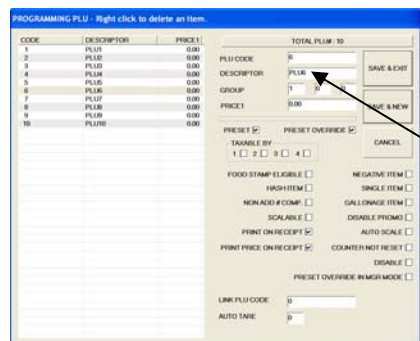 PROGRAMMING PLU - Right click to delete an item.
CODE DESCRIPTOR PRICE1
1 PLU1 0.00
2 PLU2 0.00
3 PLU3 0.00
4 PLU4 0.00
5 PLU5 0.00
6 PLU6 0.00
7 PLU7 0.00
8 PLU8 0.00
9 PLU9 0.00
10 PLU10 0.00
TOTAL PLU#: 10
PLU CODE 6
DESCRIPTOR PLU6
GROUP 1 0 0
PRICE1 0.00
SAVE & EXIT
SAVE & NEW
CANCEL
PRESET PRESET OVERRIDE
TAXABLE BY
1 2 3 4
FOOD STAMP ELIGIBLE NEGATIVE ITEM
HASH ITEM SINGLE ITEM
NON ADD # COMP. GALLONAGE ITEM
SCALABLE DISABLE PROMO
PRINT ON RECEIPT AUTO SCALE
PRINT PRICE ON RECEIPT COUNTER NOT RESET
DISABLE
PRESET OVERRIDE IN MGR MODE
LINK PLU CODE 0
AUTO TARE 0